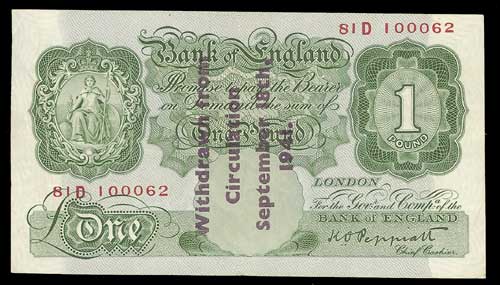 81D 100062
Bank of England
Promise to pay the Bearer
on Demand the sum of
One Pound
1
POUND
Withdrawn from
Circulation
September 18th,
1941.
LONDON
For the Govr. and Compa. of the
BANK OF ENGLAND
K O Peppiatt
Chief Cashier.
81D 100062
One